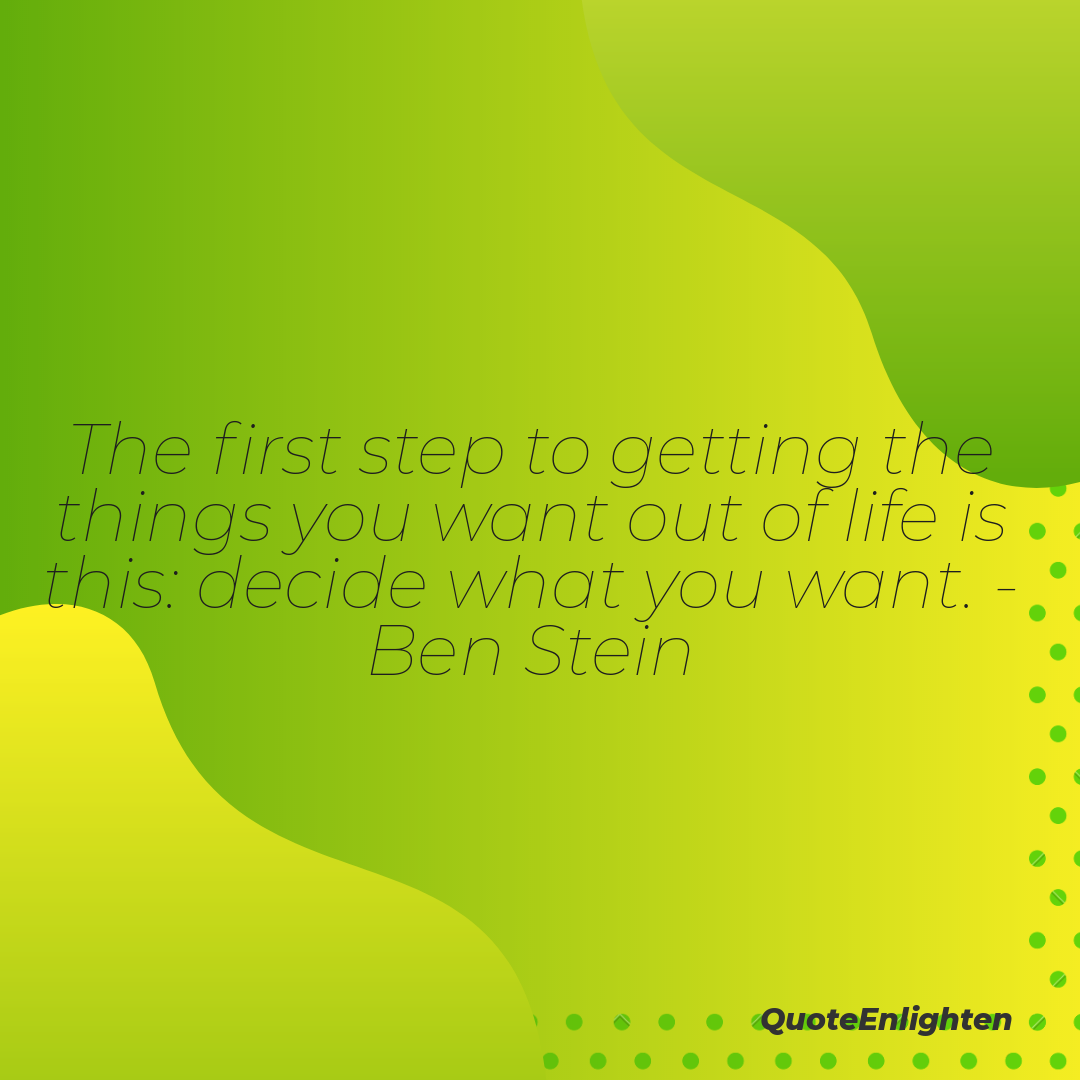 The first step to getting the
things you want out of life is
this: decide what you want. -
Ben Stein
QuoteEnlighten